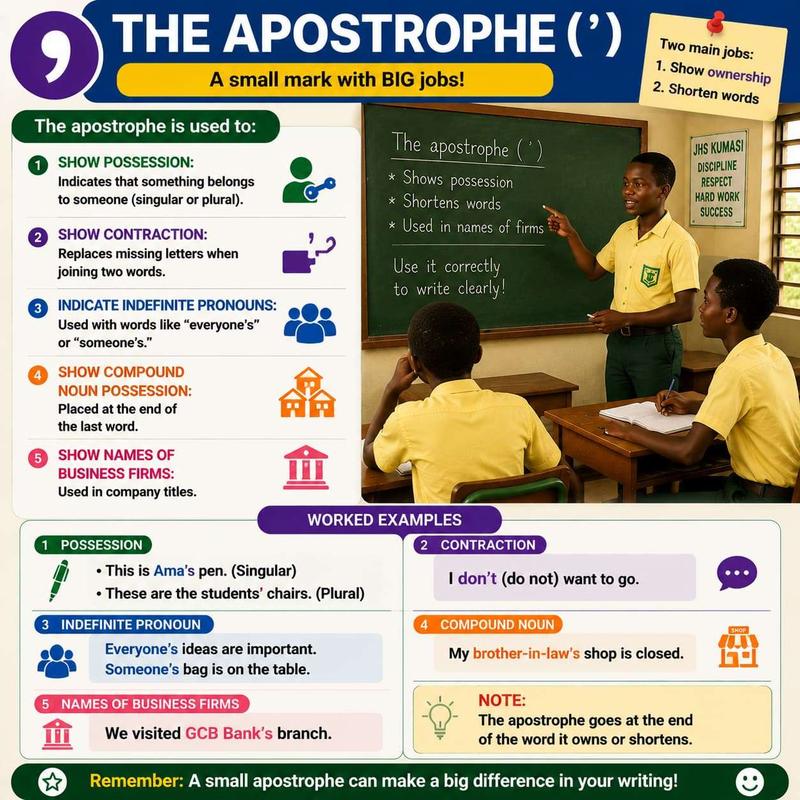 THE APOSTROPHE (’)
A small mark with BIG jobs!
Two main jobs:
1. Show ownership
2. Shorten words
The apostrophe is used to:
1 SHOW POSSESSION:
Indicates that something belongs
to someone (singular or plural).
2 SHOW CONTRACTION:
Replaces missing letters when
joining two words.
3 INDICATE INDEFINITE PRONOUNS:
Used with words like “everyone’s”
or “someone’s.”
4 SHOW COMPOUND
NOUN POSSESSION:
Placed at the end of
the last word.
5 SHOW NAMES OF
BUSINESS FIRMS:
Used in company titles.
The apostrophe ( ’ )
* Shows possession
* Shortens words
* Used in names of firms
Use it correctly
to write clearly!
JHS KUMASI
DISCIPLINE
RESPECT
HARD WORK
SUCCESS
WORKED EXAMPLES
1 POSSESSION
• This is Ama’s pen. (Singular)
• These are the students’ chairs. (Plural)
2 CONTRACTION
I don’t (do not) want to go.
3 INDEFINITE PRONOUN
Everyone’s ideas are important.
Someone’s bag is on the table.
4 COMPOUND NOUN
My brother-in-law’s shop is closed.
SHOP
5 NAMES OF BUSINESS FIRMS
We visited GCB Bank’s branch.
NOTE:
The apostrophe goes at the end
of the word it owns or shortens.
Remember: A small apostrophe can make a big difference in your writing!